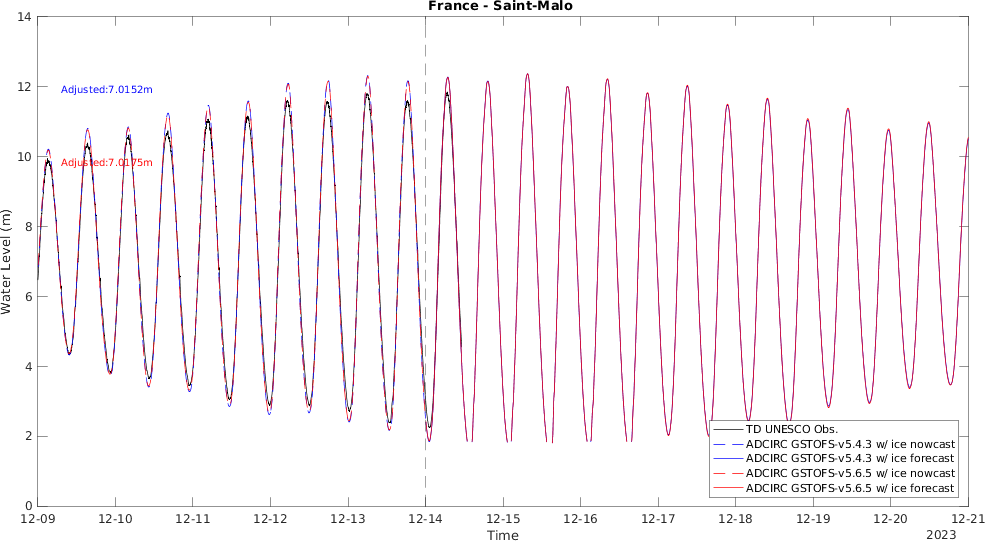 France - Saint-Malo
Water Level (m)
14
12
10
8
6
4
2
0
Adjusted:7.0152m
Adjusted:7.0175m
TD UNESCO Obs.
ADCIRC GSTOFS-v5.4.3 w/ ice nowcast
ADCIRC GSTOFS-v5.4.3 w/ ice forecast
ADCIRC GSTOFS-v5.6.5 w/ ice nowcast
ADCIRC GSTOFS-v5.6.5 w/ ice forecast
12-09 12-10 12-11 12-12 12-13 12-14 12-15 12-16 12-17 12-18 12-19 12-20 12-21
Time
2023